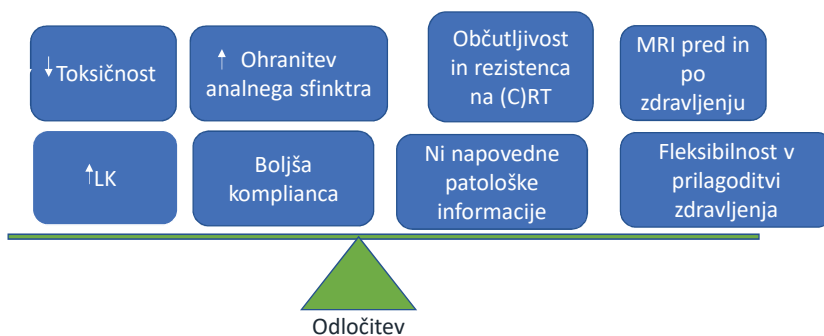 ↓Toksičnost
↑ Ohranitev
analnega sfinktra
Občutljivost
in rezistenca
na (C)RT
MRI pred in
po
zdravljenju
↑LK
Boljša
komplianca
Ni napovedne
patološke
informacije
Fleksibilnost v
prilagoditvi
zdravljenja
Odločitev